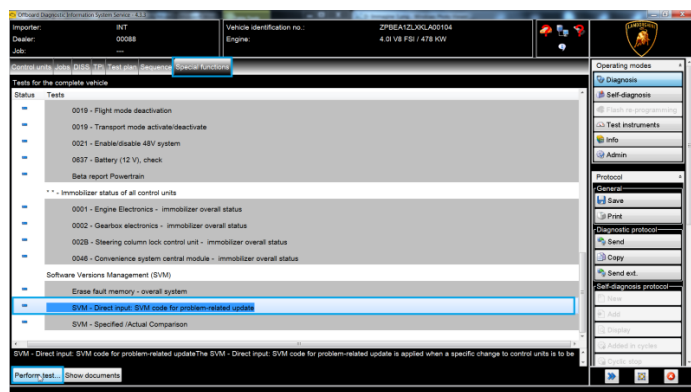 Offboard Diagnostic Information System Service - 4.3.3
Importer: INT
Dealer: 00088
Job: ---
Vehicle identification no.: ZPBEA1ZLXKLA00104
Engine: 4.0l V8 FSI / 478 KW
Control units Jobs DISS TPI Test plan Sequence Special functions
Tests for the complete vehicle
Status Tests
0019 - Flight mode deactivation
0019 - Transport mode activate/deactivate
0021 - Enable/disable 48V system
0637 - Battery (12 V), check
Beta report Powertrain
* * - Immobilizer status of all control units
0001 - Engine Electronics - immobilizer overall status
0002 - Gearbox electronics - immobilizer overall status
002B - Steering column lock control unit - immobilizer overall status
0046 - Convenience system central module - immobilizer overall status
Software Versions Management (SVM)
Erase fault memory - overall system
SVM - Direct input: SVM code for problem-related update
SVM - Specified /Actual Comparison
SVM - Direct input: SVM code for problem-related updateThe SVM - Direct input: SVM code for problem-related update is applied when a specific change to control units is to be
Perform test... Show documents
Operating modes
Diagnosis
Self-diagnosis
Flash re-programming
Test instruments
Info
Admin
Protocol
General
Save
Print
Diagnostic protocol
Send
Copy
Send ext.
Self-diagnosis protocol
New
Add
Display
Added in cycles
Cyclic stop